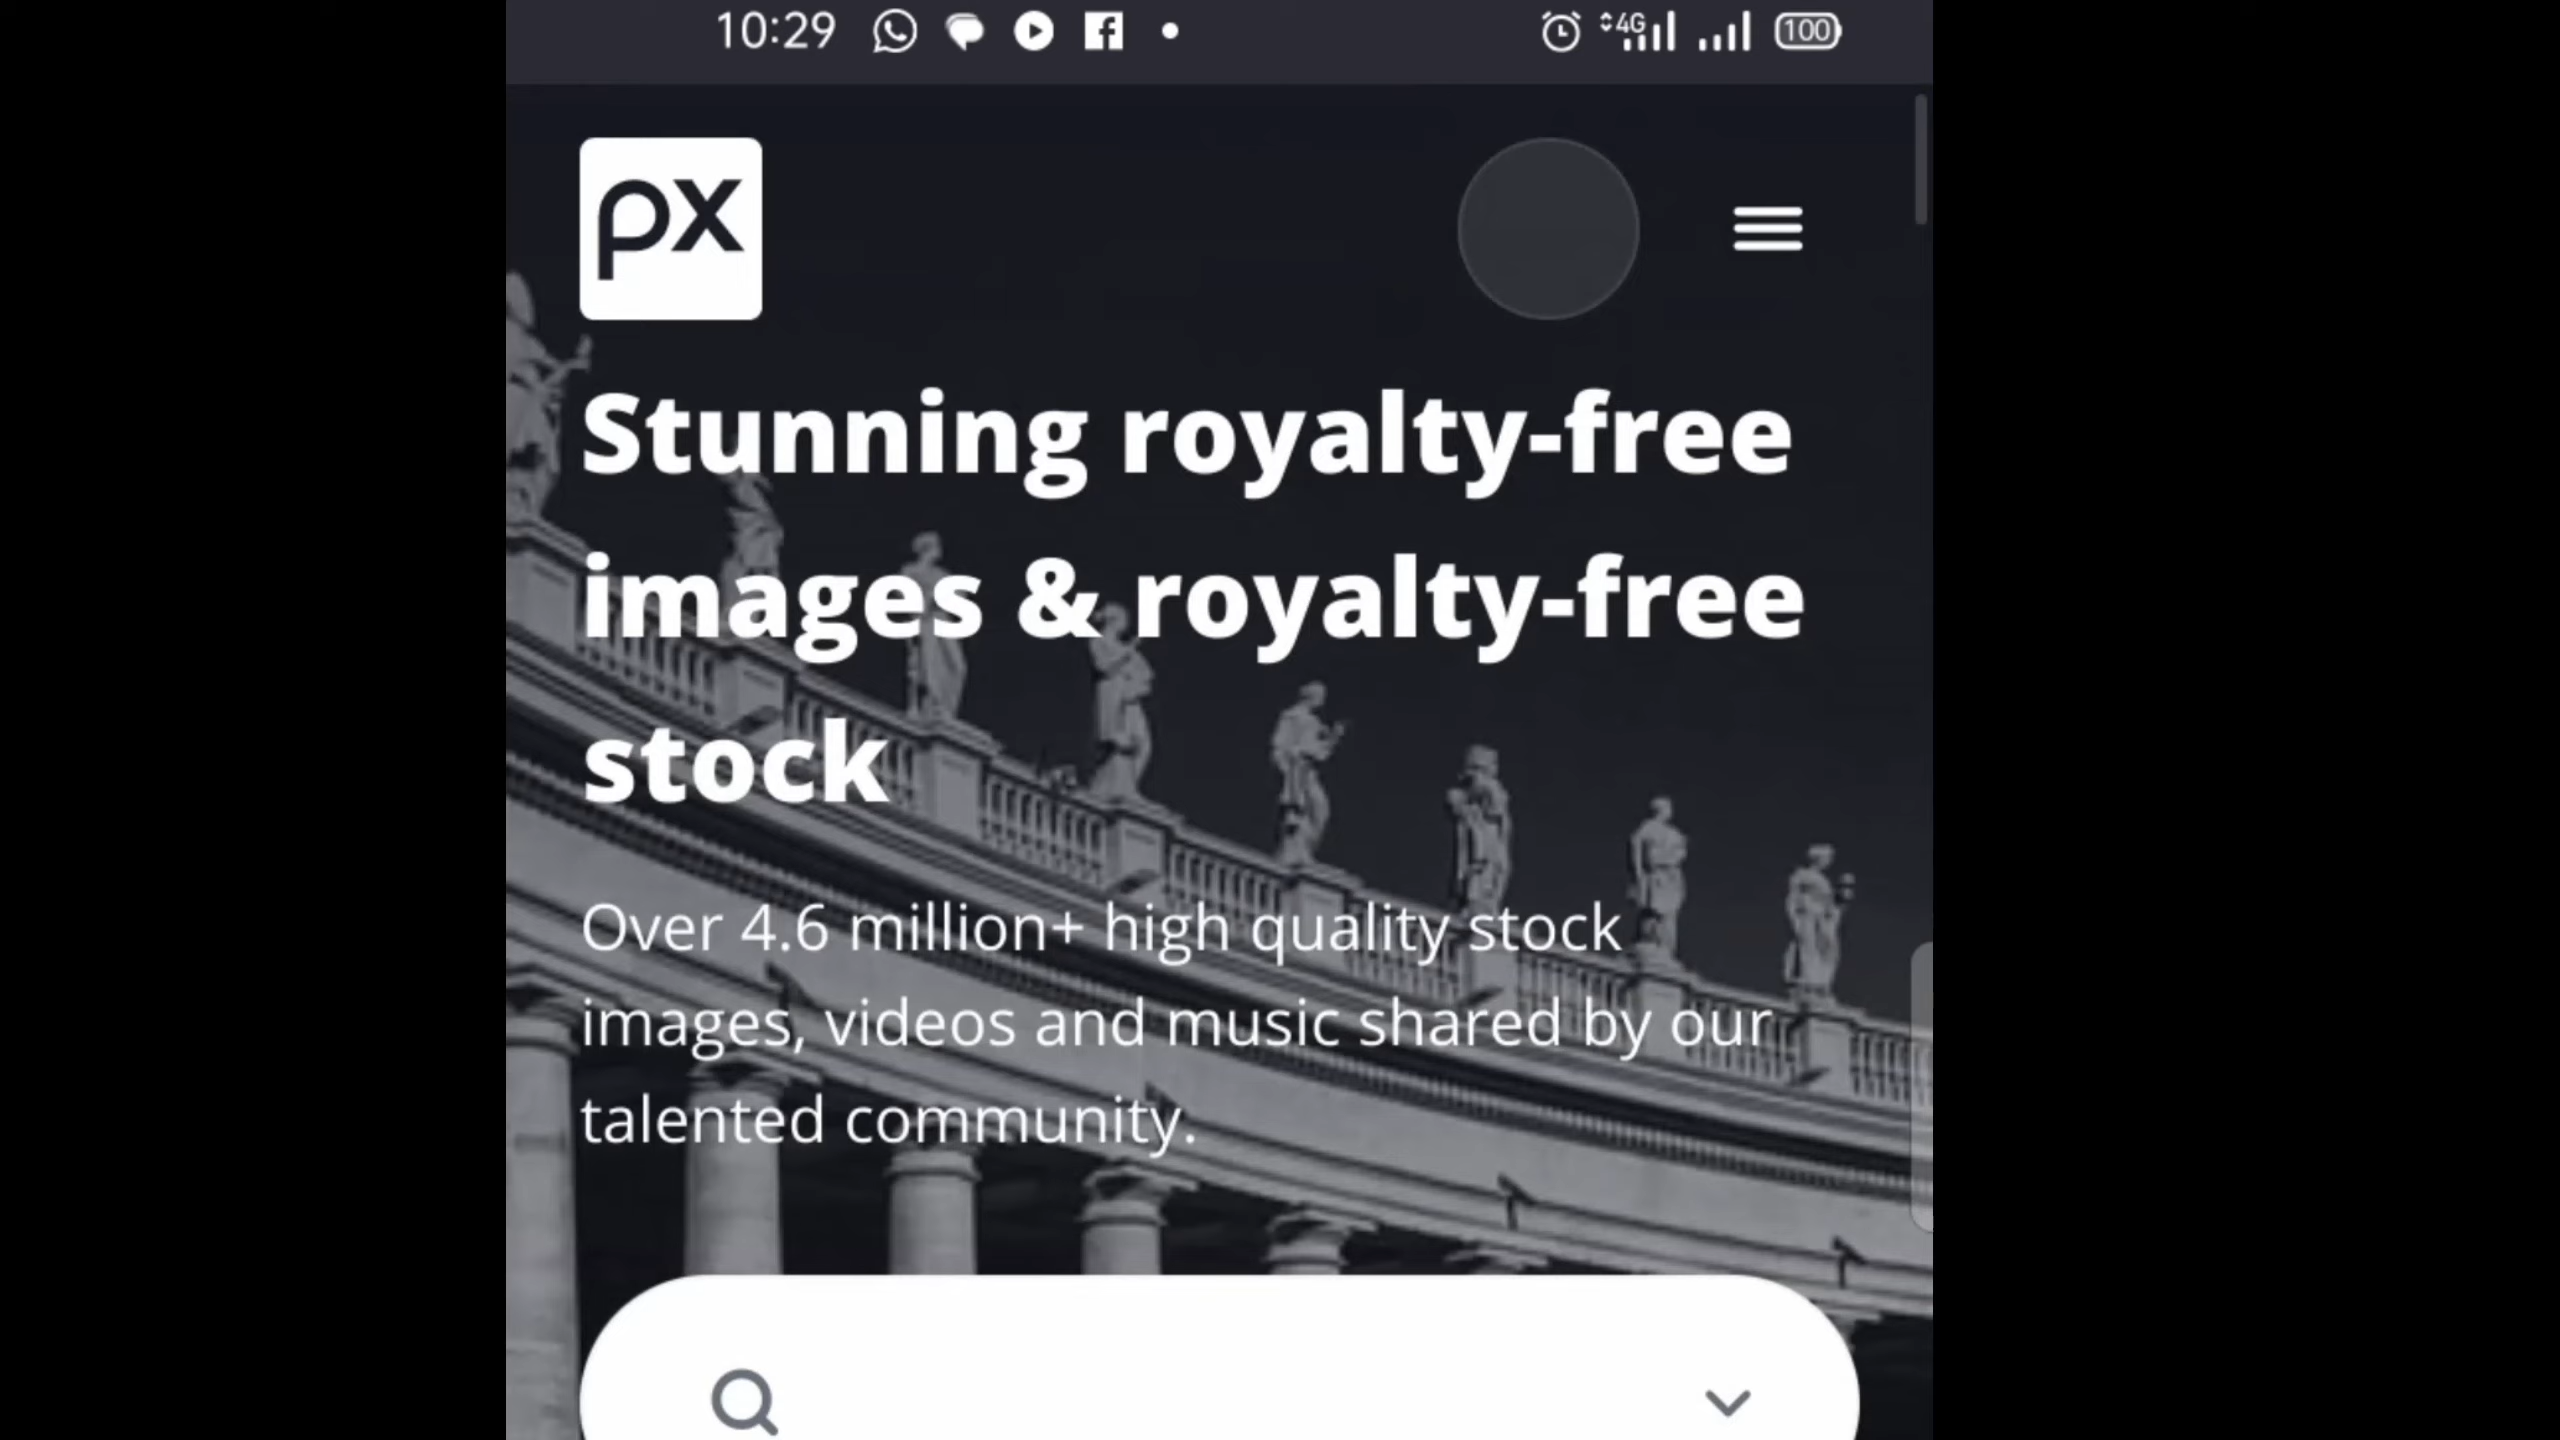 10:29
4G
100
px
Stunning royalty-free
images & royalty-free
stock
Over 4.6 million+ high quality stock
images, videos and music shared by our
talented community.